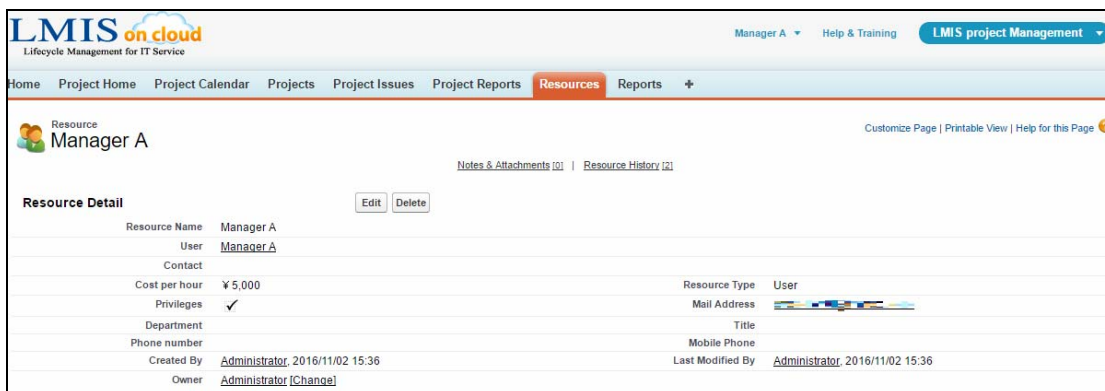 LMIS on cloud
Lifecycle Management for IT Service
Manager A Help & Training LMIS project Management
Home Project Home Project Calendar Projects Project Issues Project Reports Resources Reports +
Resource
Manager A
Customize Page | Printable View | Help for this Page
Notes & Attachments [0] | Resource History [2]
Resource Detail Edit Delete
Resource Name Manager A
User Manager A
Contact
Cost per hour ¥ 5,000 Resource Type User
Privileges ✓ Mail Address
Department Title
Phone number Mobile Phone
Created By Administrator, 2016/11/02 15:36 Last Modified By Administrator, 2016/11/02 15:36
Owner Administrator [Change]